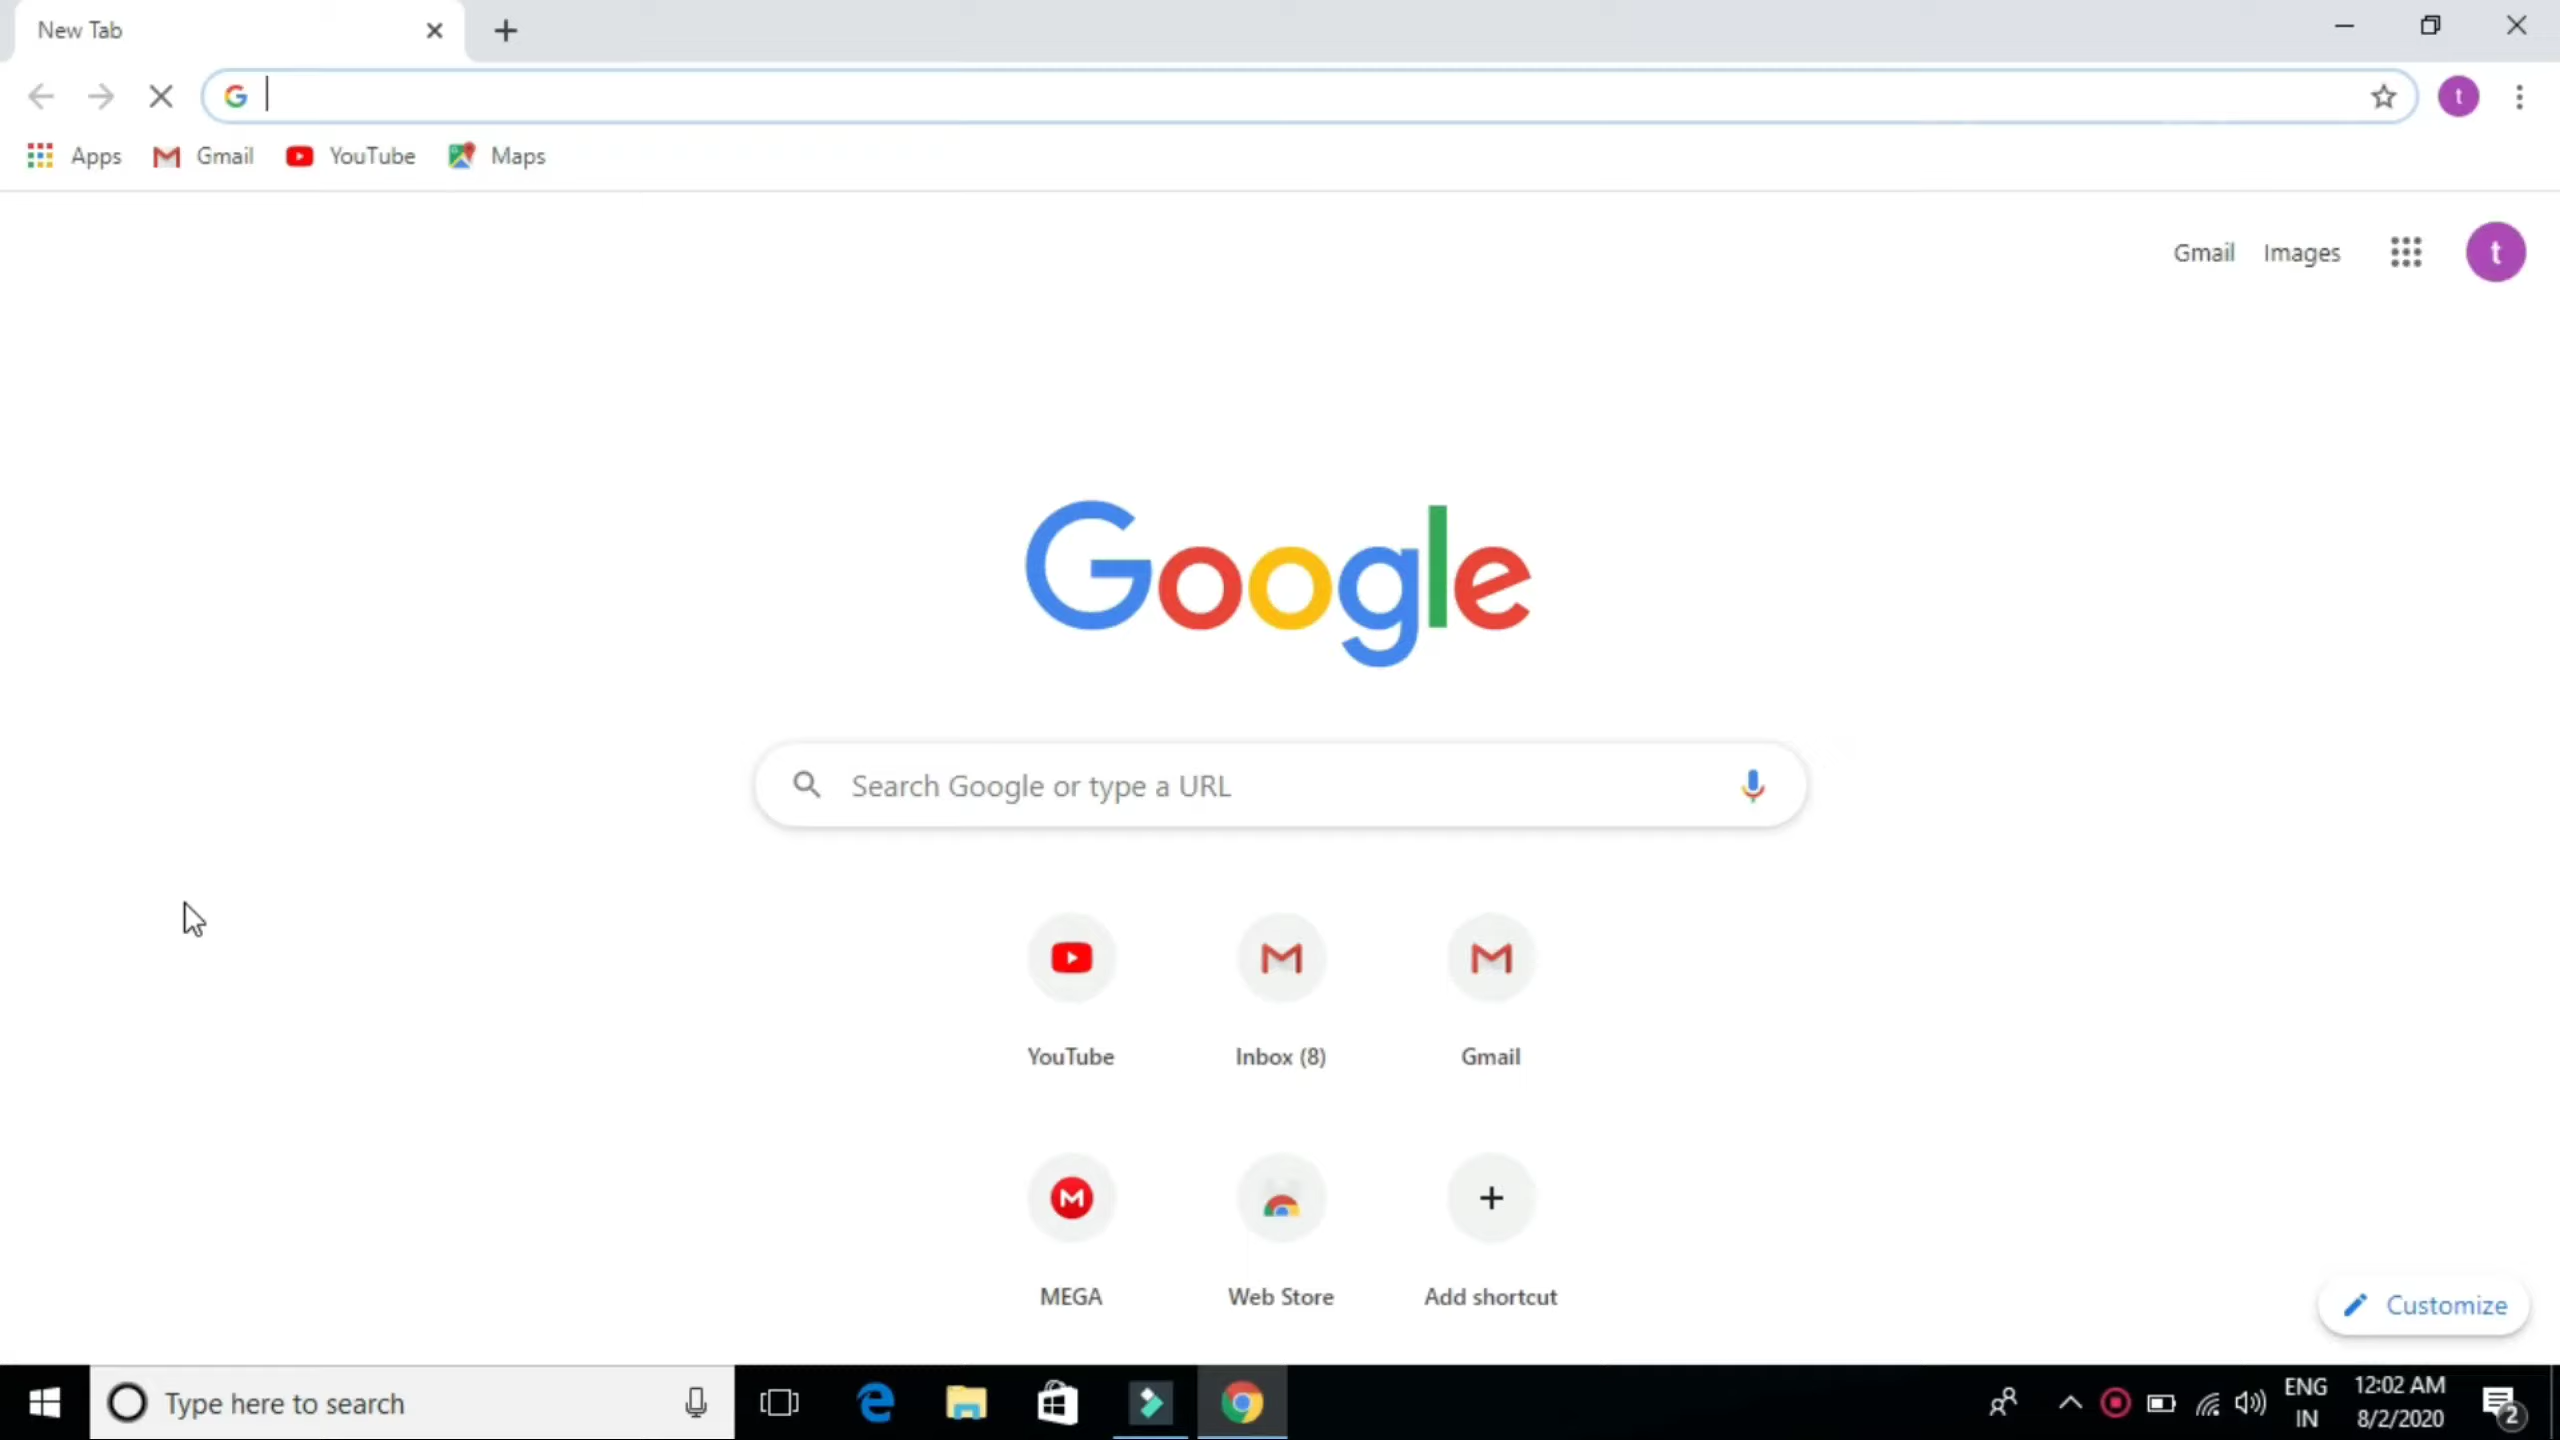 New Tab
Apps Gmail YouTube Maps
Gmail Images t
t
Google
Search Google or type a URL
YouTube Inbox (8) Gmail
MEGA Web Store Add shortcut
Customize
Type here to search
ENG 12:02 AM
IN 8/2/2020 2